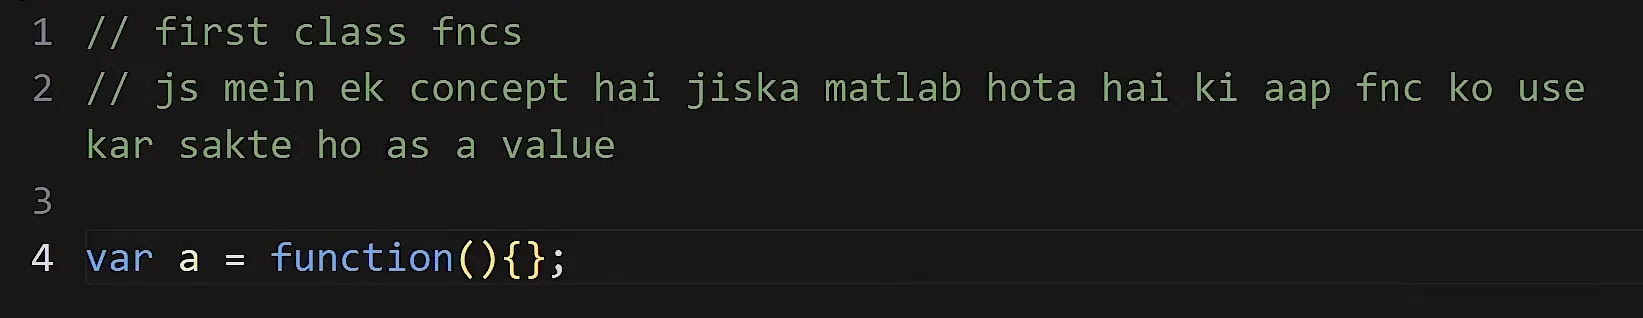 1 // first class fncs
2 // js mein ek concept hai jiska matlab hota hai ki aap fnc ko use
kar sakte ho as a value
3
4 var a = function(){};